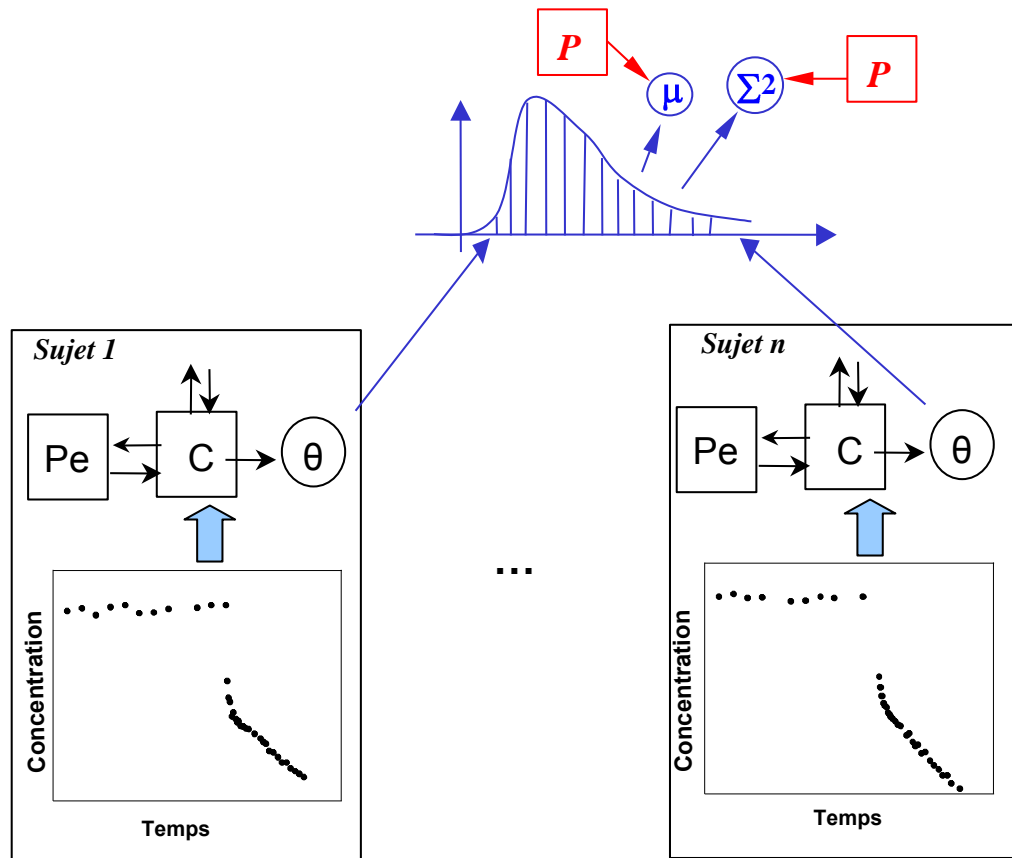 P
P
μ
Σ2
Sujet 1
Pe
C
θ
Concentration
Temps
...
Sujet n
Pe
C
θ
Concentration
Temps